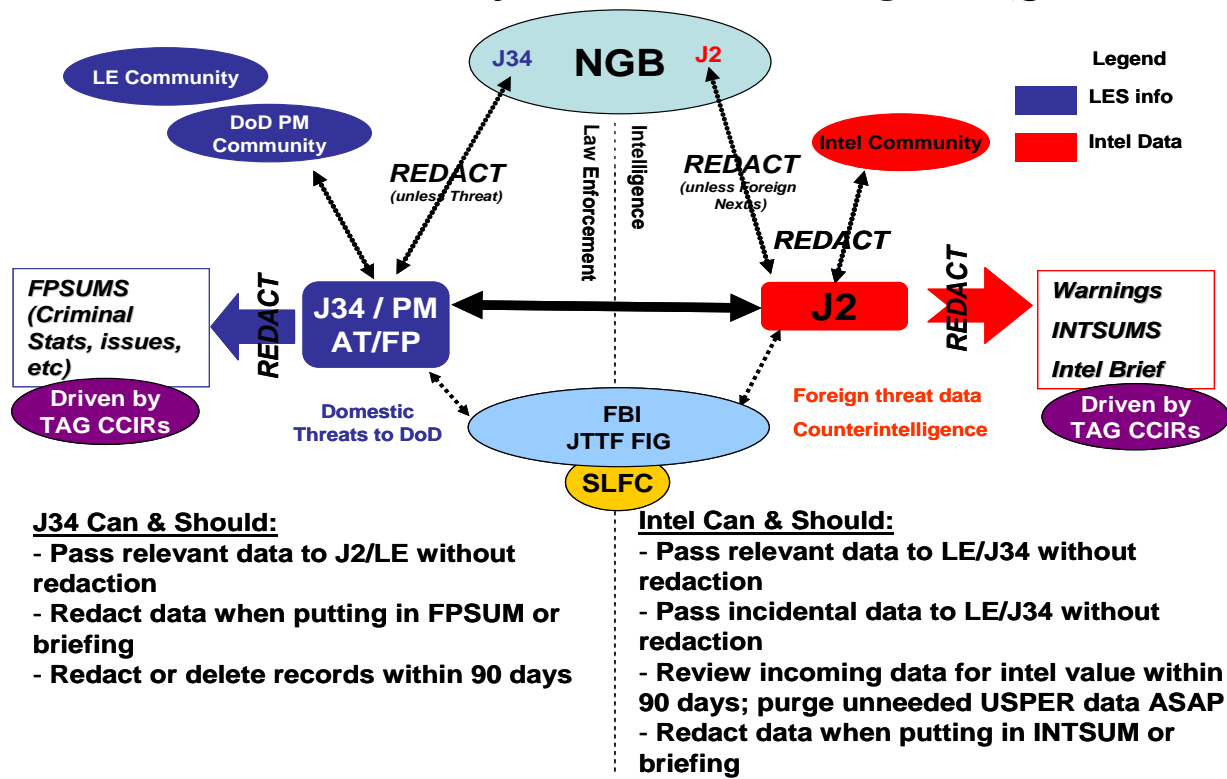 J34
NGB
J2
Legend
LES info
Intel Data
LE Community
DoD PM
Community
Intel Community
REDACT
(unless Threat)
Law Enforcement
Intelligence
REDACT
(unless Foreign
Nexus)
REDACT
FPSUMS
(Criminal
Stats, issues,
etc)
REDACT
J34 / PM
AT/FP
J2
REDACT
Warnings
INTSUMS
Intel Brief
Driven by
TAG CCIRs
Domestic
Threats to DoD
FBI
JTTF FIG
SLFC
Foreign threat data
Counterintelligence
Driven by
TAG CCIRs
J34 Can & Should:
- Pass relevant data to J2/LE without
redaction
- Redact data when putting in FPSUM or
briefing
- Redact or delete records within 90 days
Intel Can & Should:
- Pass relevant data to LE/J34 without
redaction
- Pass incidental data to LE/J34 without
redaction
- Review incoming data for intel value within
90 days; purge unneeded USPER data ASAP
- Redact data when putting in INTSUM or
briefing